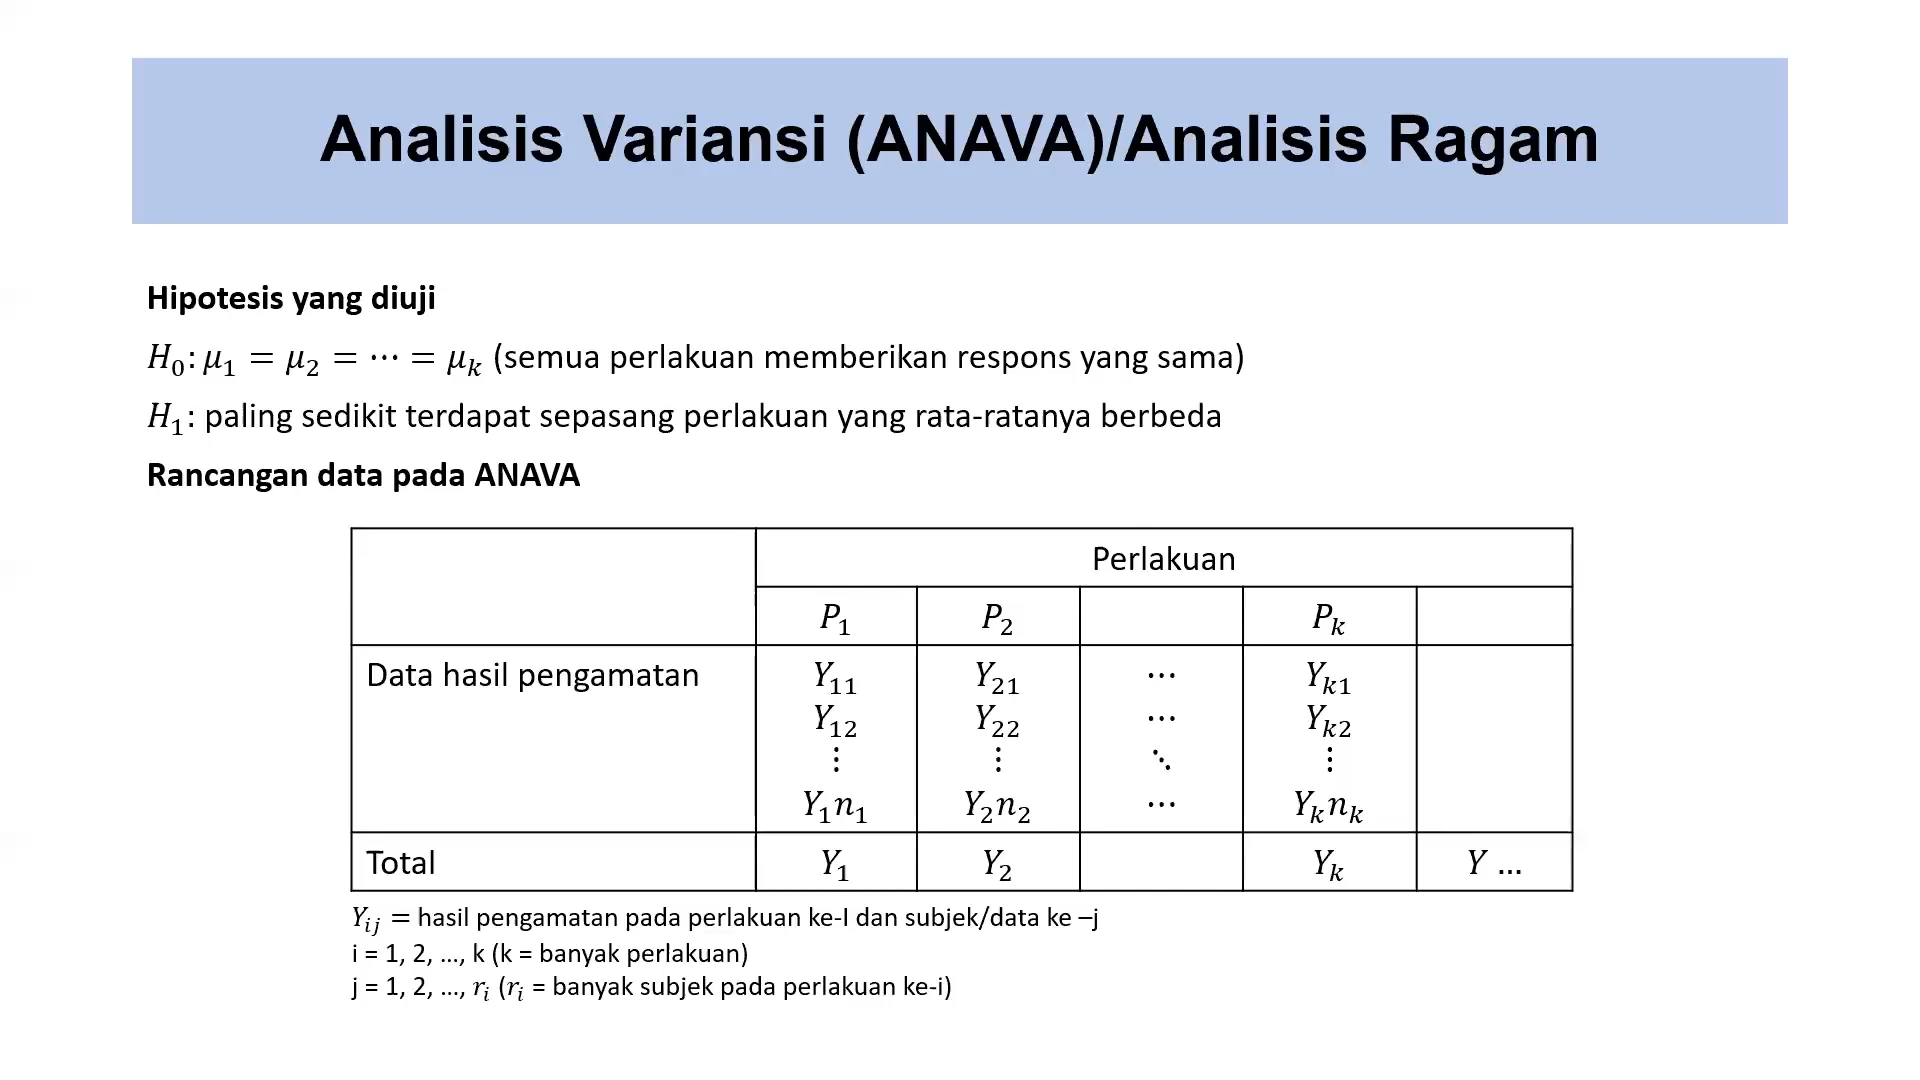 Analisis Variansi (ANAVA)/Analisis Ragam
Hipotesis yang diuji
𝐻₀: 𝜇₁ = 𝜇₂ = ⋯ = 𝜇ₖ (semua perlakuan memberikan respons yang sama)
𝐻₁: paling sedikit terdapat sepasang perlakuan yang rata-ratanya berbeda
Rancangan data pada ANAVA
Perlakuan
P₁ P₂ Pₖ
Data hasil pengamatan Y₁₁ Y₂₁ ⋯ Yₖ₁
Y₁₂ Y₂₂ ⋯ Yₖ₂
⋮ ⋮ ⋱ ⋮
Y₁n₁ Y₂n₂ ⋯ Yₖnₖ
Total Y₁ Y₂ Yₖ Y …
Yᵢⱼ = hasil pengamatan pada perlakuan ke-I dan subjek/data ke –j
i = 1, 2, …, k (k = banyak perlakuan)
j = 1, 2, …, rᵢ (rᵢ = banyak subjek pada perlakuan ke-i)